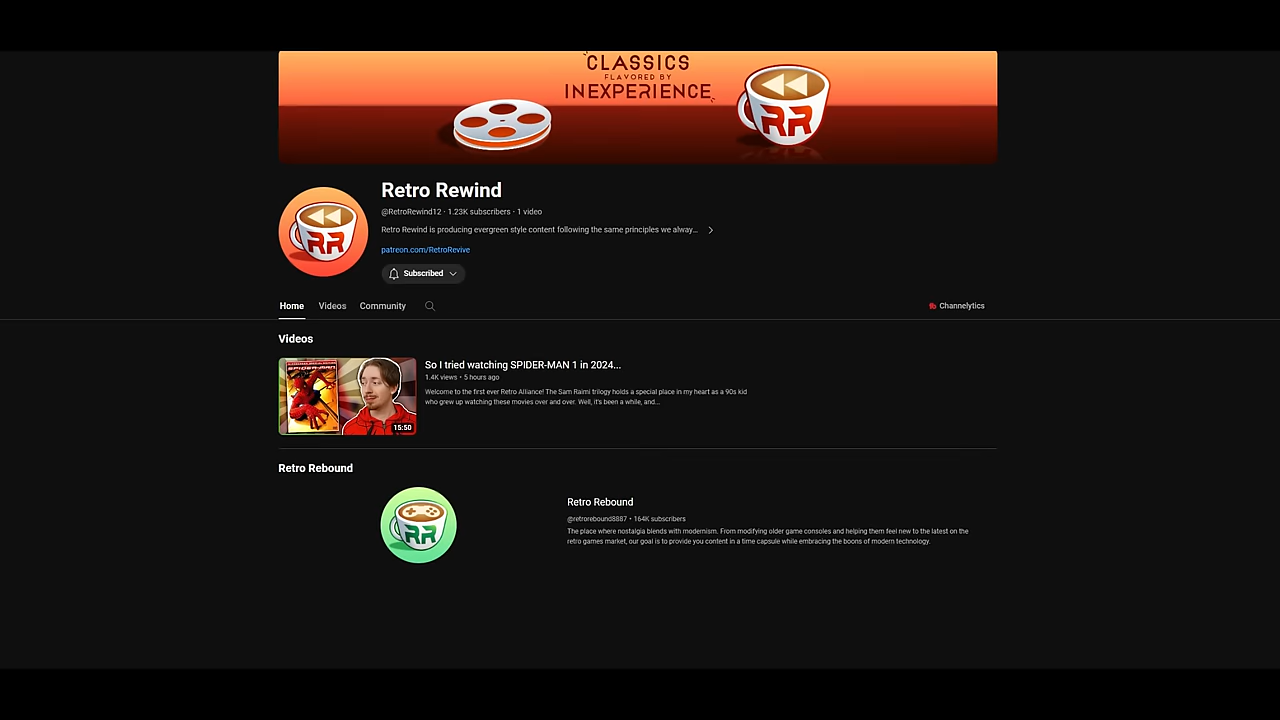 CLASSICS
FLAVORED BY
INEXPERIENCE
RR
Retro Rewind
@RetroRewind12 · 1.23K subscribers · 1 video
Retro Rewind is producing evergreen style content following the same principles we alway...
RR
patreon.com/RetroRevive
Subscribed
Home Videos Community
Channelytics
Videos
SPIDER-MAN
15:50
So I tried watching SPIDER-MAN 1 in 2024...
1.4K views • 5 hours ago
Welcome to the first ever Retro Alliance! The Sam Raimi trilogy holds a special place in my heart as a 90s kid
who grew up watching these movies over and over. Well, it's been a while, and...
Retro Rebound
RR
Retro Rebound
@retrorebound8887 • 164K subscribers
The place where nostalgia blends with modernism. From modifying older game consoles and helping them feel new to the latest on the
retro games market, our goal is to provide you content in a time capsule while embracing the boons of modern technology.